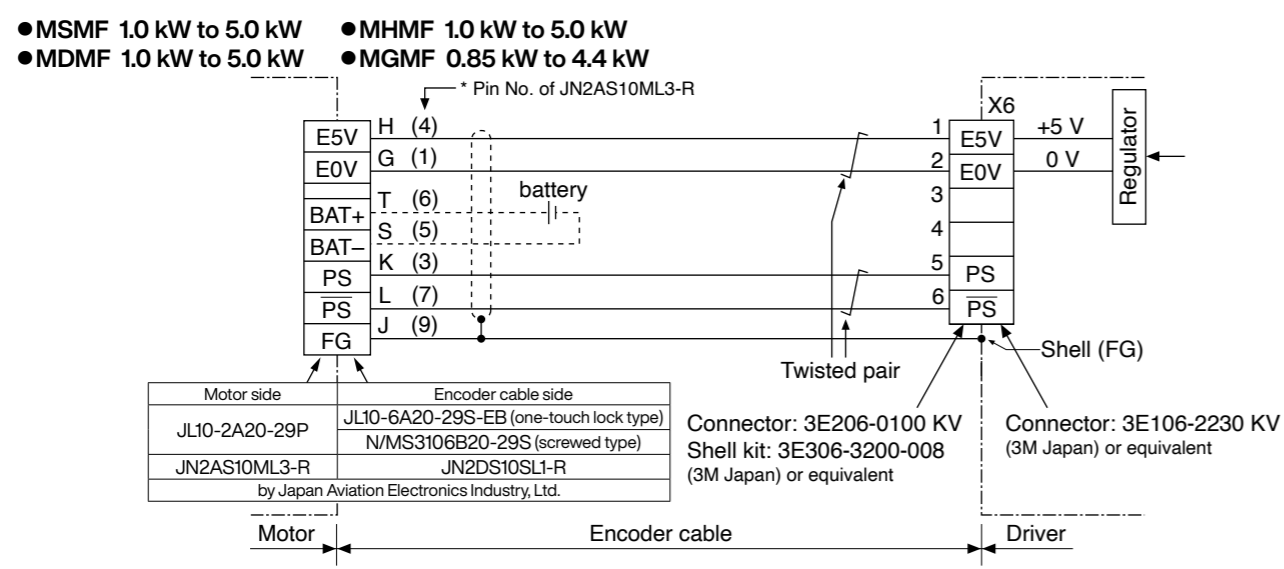 ●MSMF 1.0 kW to 5.0 kW ●MHMF 1.0 kW to 5.0 kW
●MDMF 1.0 kW to 5.0 kW ●MGMF 0.85 kW to 4.4 kW
* Pin No. of JN2AS10ML3-R
X6
E5V H (4) 1 E5V +5 V
E0V G (1) 2 E0V 0 V
Regulator
3
BAT+ T (6) battery
4
BAT– S (5)
PS K (3) 5 PS
P̅S̅ L (7) 6 P̅S̅
FG J (9)
Shell (FG)
Twisted pair
Motor side Encoder cable side
JL10-2A20-29P JL10-6A20-29S-EB (one-touch lock type)
N/MS3106B20-29S (screwed type)
JN2AS10ML3-R JN2DS10SL1-R
by Japan Aviation Electronics Industry, Ltd.
Connector: 3E206-0100 KV
Shell kit: 3E306-3200-008
(3M Japan) or equivalent
Connector: 3E106-2230 KV
(3M Japan) or equivalent
Motor Encoder cable Driver